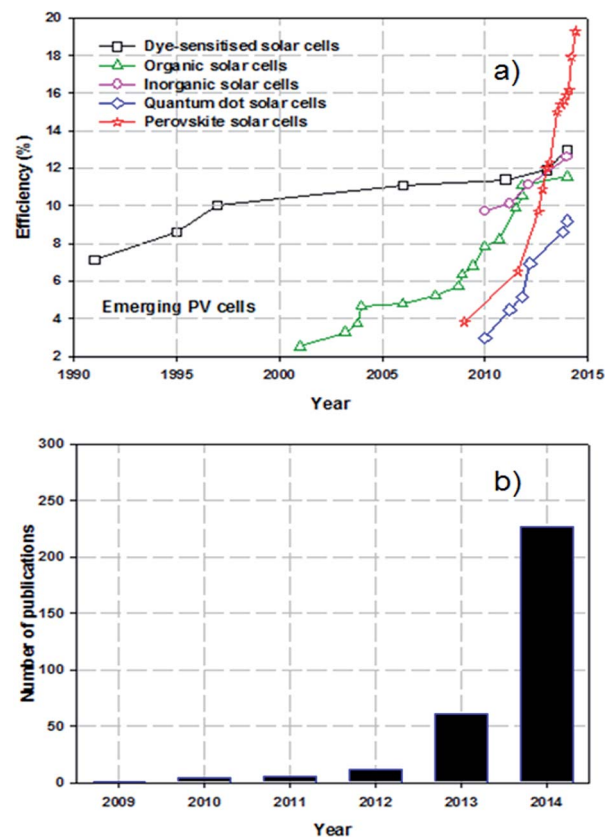 20
18
16
14
12
10
8
6
4
2
Efficiency (%)
Dye-sensitised solar cells
Organic solar cells
Inorganic solar cells
Quantum dot solar cells
Perovskite solar cells
a)
Emerging PV cells
1990 1995 2000 2005 2010 2015
Year
300
250
200
150
100
50
0
Number of publications
b)
2009 2010 2011 2012 2013 2014
Year